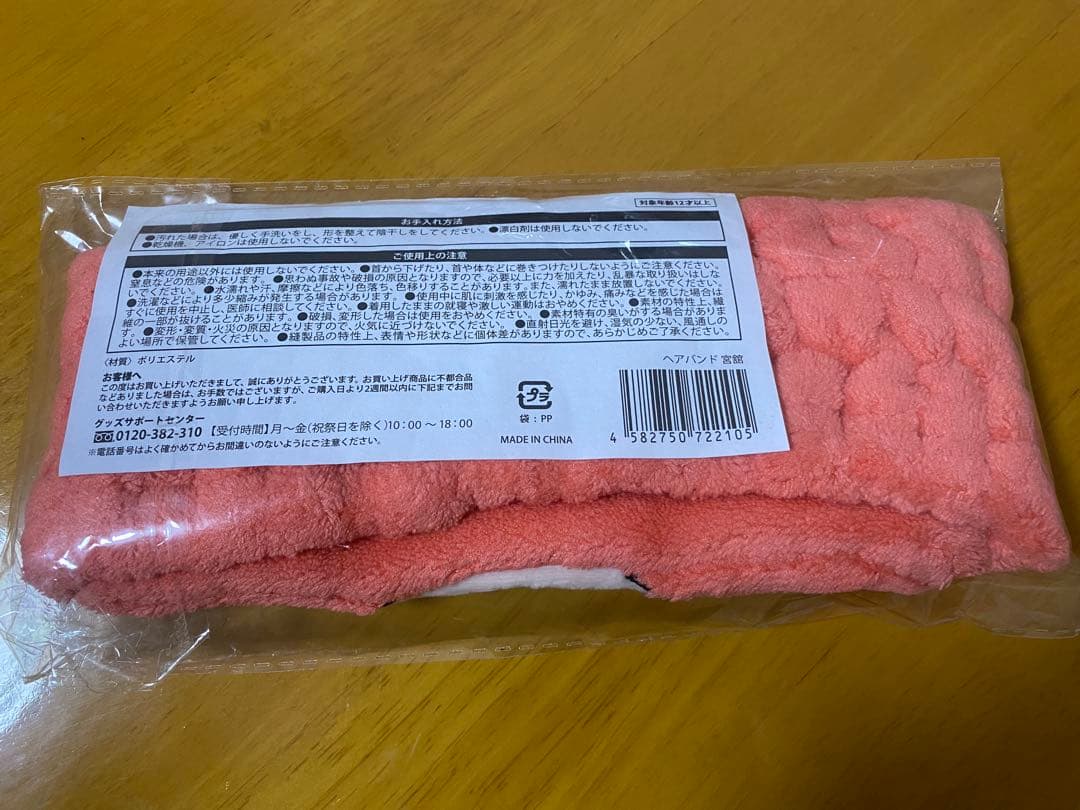 対象年齢12才以上
お手入れ方法
●汚れた場合は、優しく手洗いをし、形を整えて陰干しをしてください。●漂白剤は使用しないでください。
●乾燥機、アイロンは使用しないでください。
ご使用上の注意
●本来の用途以外には使用しないでください。●首から下げたり、首や体などに巻きつけたりしないようにご注意ください。
窒息などの危険があります。●思わぬ事故や破損の原因となりますので、必要以上に力を加えたり、乱暴な取り扱いはしな
いでください。●水濡れや汗、摩擦などにより色落ち、色移りすることがあります。また、濡れたまま放置しないでください。
●洗濯などにより多少縮みが発生する場合があります。●使用中に肌に刺激を感じたり、かゆみ、痛みなどを感じた場合は
すぐに使用を中止し、医師に相談してください。●着用したままの就寝や激しい運動はおやめください。●素材の特性上、繊
維の一部が抜けることがあります。●破損、変形した場合は使用をおやめください。●素材特有の臭いがする場合がありま
す。●変形・変質・火災の原因となりますので、火気に近づけないでください。●直射日光を避け、湿気の少ない、風通しの
よい場所で保管してください。●縫製品の特性上、表情や形状などに個体差がありますので、あらかじめご了承ください。
〈材質〉ポリエステル
ヘアバンド 宮舘
お客様へ
この度はお買い上げいただきまして、誠にありがとうございます。お買い上げ商品に不都合品
などありました場合は、お手数ではございますが、ご購入日より2週間以内に下記までお問
い合わせいただきますようお願い申し上げます。
プラ
袋：PP
グッズサポートセンター
0120-382-310【受付時間】月～金(祝祭日を除く)10：00～18：00
※電話番号はよく確かめてからお間違いのないようにご注意ください。
MADE IN CHINA
4 582750 722105